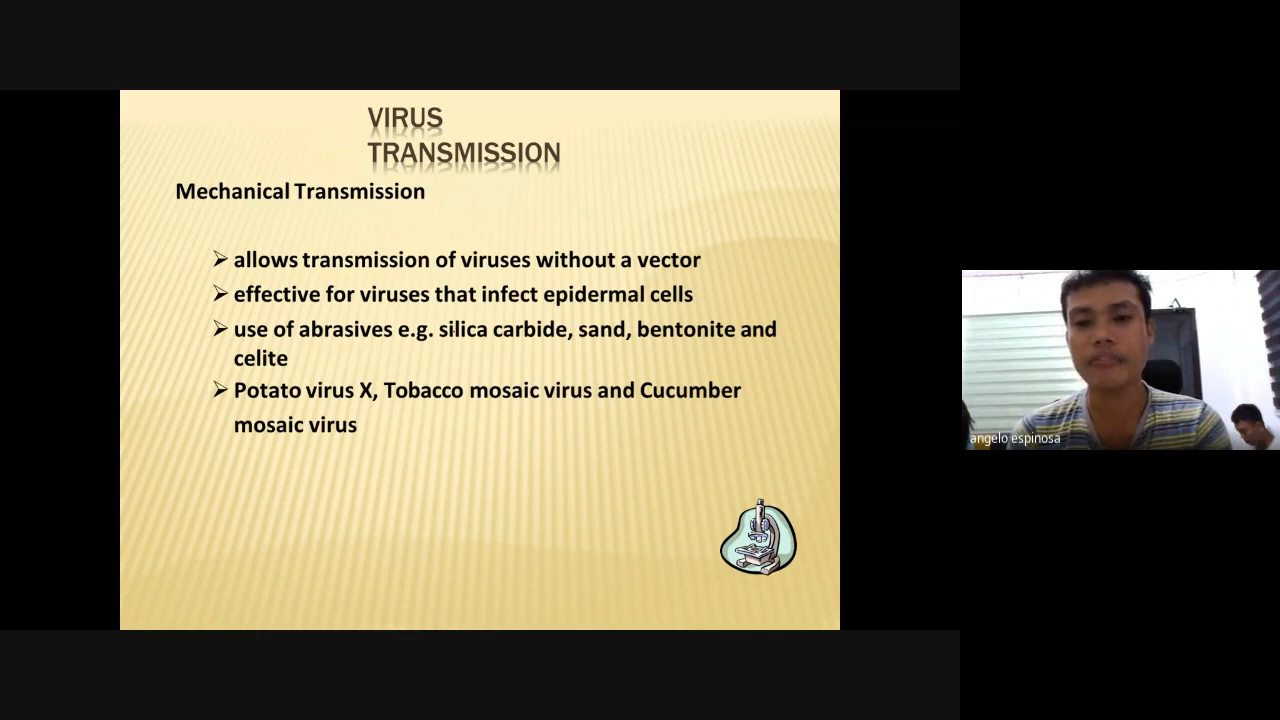 VIRUS
TRANSMISSION
Mechanical Transmission
allows transmission of viruses without a vector
effective for viruses that infect epidermal cells
use of abrasives e.g. silica carbide, sand, bentonite and
celite
Potato virus X, Tobacco mosaic virus and Cucumber
mosaic virus
angelo espinosa